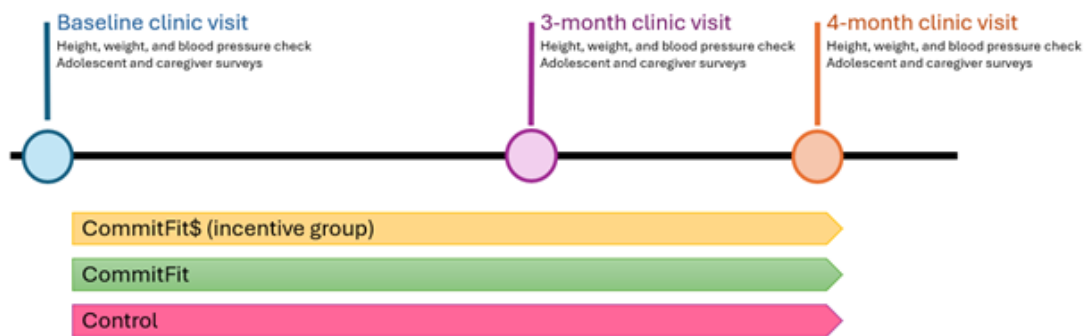 Baseline clinic visit
Height, weight, and blood pressure check
Adolescent and caregiver surveys
3-month clinic visit
Height, weight, and blood pressure check
Adolescent and caregiver surveys
4-month clinic visit
Height, weight, and blood pressure check
Adolescent and caregiver surveys
CommitFit$ (incentive group)
CommitFit
Control